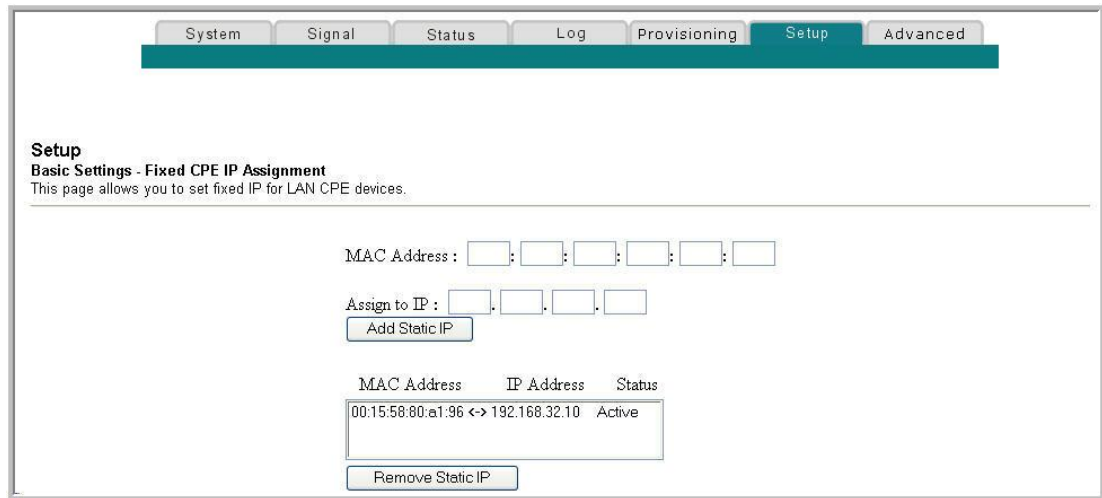 System Signal Status Log Provisioning Setup Advanced
Setup
Basic Settings - Fixed CPE IP Assignment
This page allows you to set fixed IP for LAN CPE devices.
MAC Address : : : : : :
Assign to IP : . . .
Add Static IP
MAC Address IP Address Status
00:15:58:80:a1:96 <-> 192.168.32.10 Active
Remove Static IP